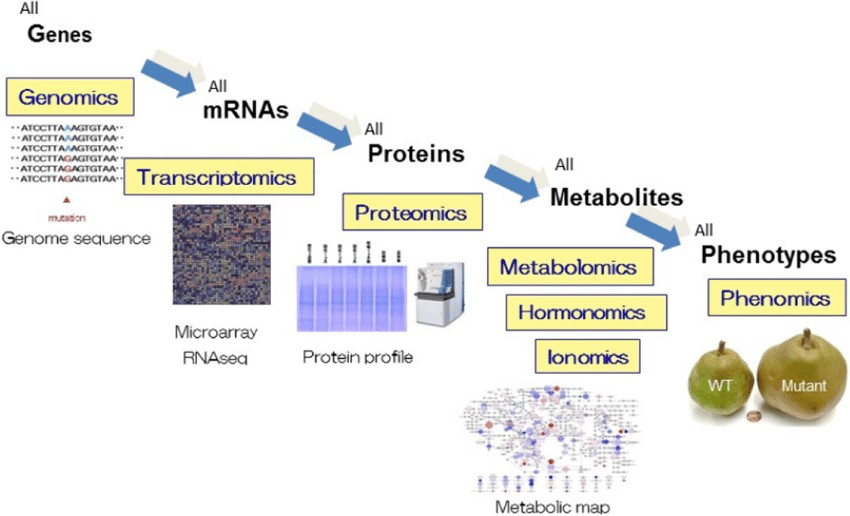 All
Genes
All
mRNAs
All
Proteins
All
Metabolites
All
Phenotypes
Genomics
··ATCCTTAAAGTGTAA··
··ATCCTTAAAGTGTAA··
··ATCCTTAAAGTGTAA··
··ATCCTTAGAGTGTAA··
··ATCCTTAGAGTGTAA··
··ATCCTTAGAGTGTAA··
mutation
Genome sequence
Transcriptomics
Microarray
RNAseq
Proteomics
Protein profile
Metabolomics
Hormonomics
Ionomics
Metabolic map
Phenomics
WT
Mutant